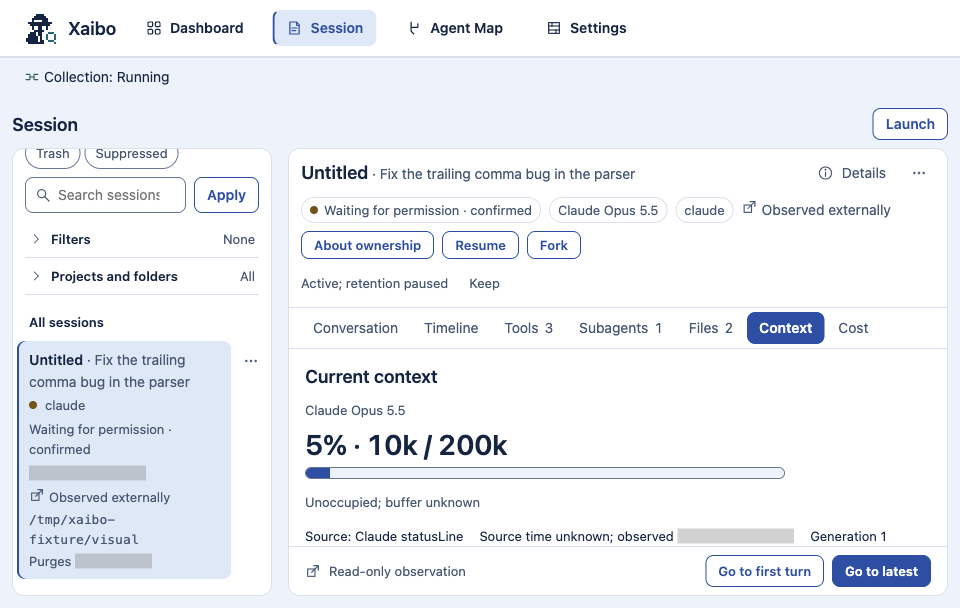 Xaibo
Dashboard
Session
Agent Map
Settings
Collection: Running
Session
Launch
Trash
Suppressed
Search sessions
Apply
Filters
None
Projects and folders
All
All sessions
Untitled · Fix the trailing
comma bug in the parser
claude
Waiting for permission ·
confirmed
Observed externally
/tmp/xaibo-
fixture/visual
Purges
Untitled · Fix the trailing comma bug in the parser
Details
Waiting for permission · confirmed
Claude Opus 5.5
claude
Observed externally
About ownership
Resume
Fork
Active; retention paused
Keep
Conversation
Timeline
Tools 3
Subagents 1
Files 2
Context
Cost
Current context
Claude Opus 5.5
5% · 10k / 200k
Unoccupied; buffer unknown
Source: Claude statusLine
Source time unknown; observed
Generation 1
Read-only observation
Go to first turn
Go to latest